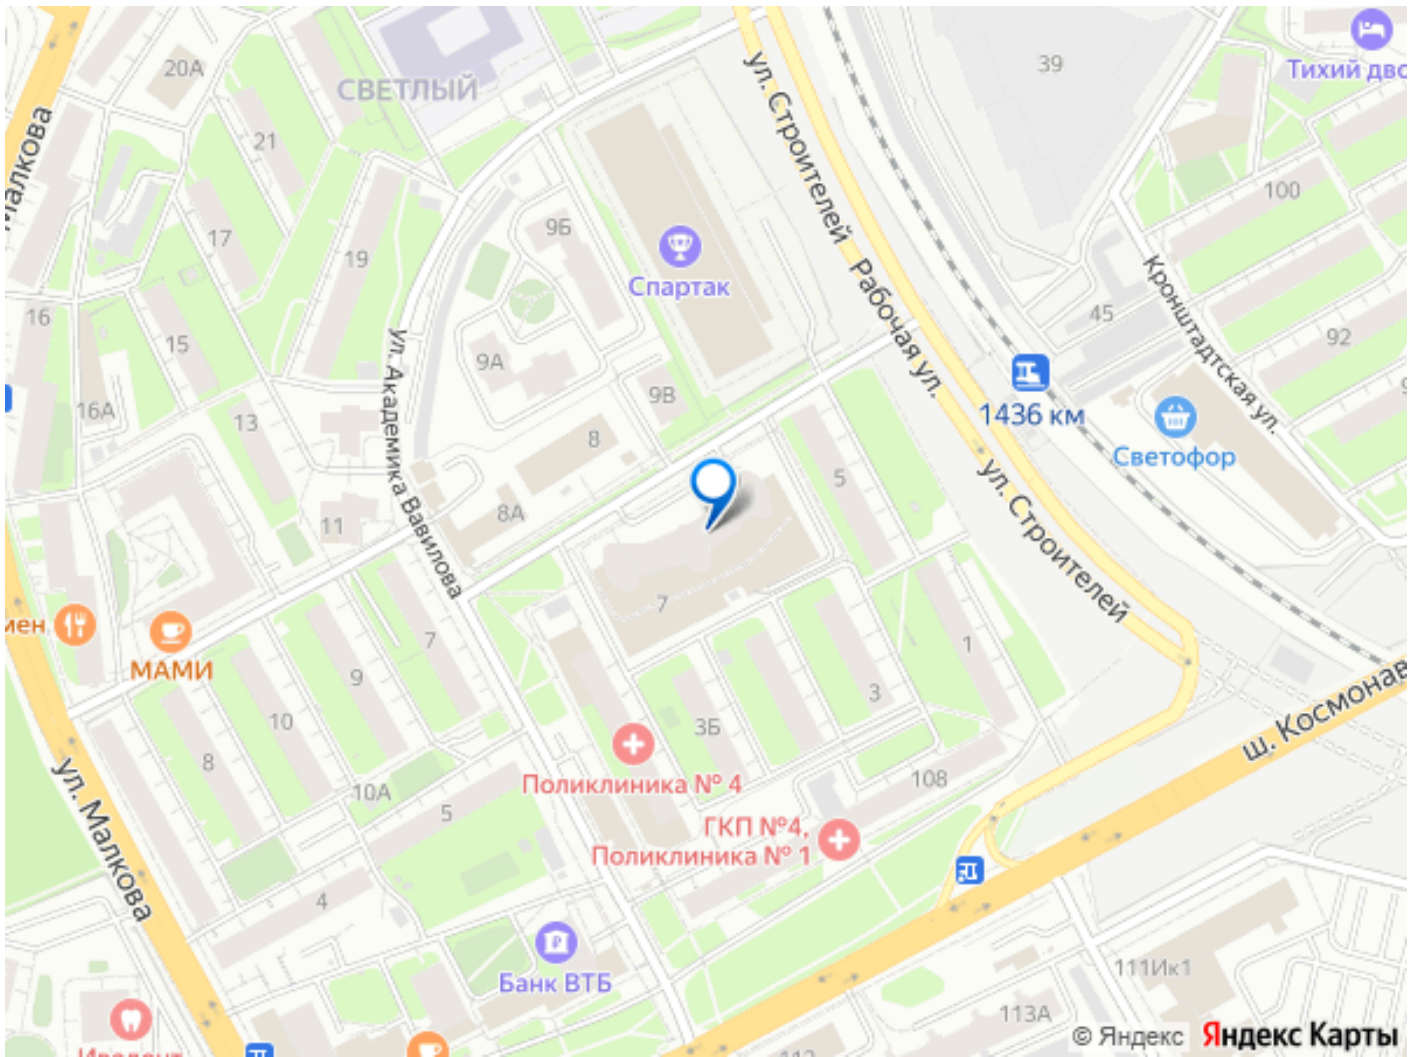 20А
СВЕТЛЫЙ
39
Тихий дво
Малкова
21
ул. Строителей
100
17
9Б
19
Спартак
Рабочая ул.
Кронштадтская ул.
16
45
15
92
9А
1436 км
ул. Академика Вавилова
9В
16А
13
8
Светофор
5
ул. Строителей
8А
11
7
мен
МАМИ
7
1
9
3
10
3Б
ш. Космонав
8
Поликлиника № 4
108
ул. Малкова
10А
5
ГКП №4,
Поликлиника № 1
4
Банк ВТБ
111Ик1
113А
© Яндекс
Яндекс Карты